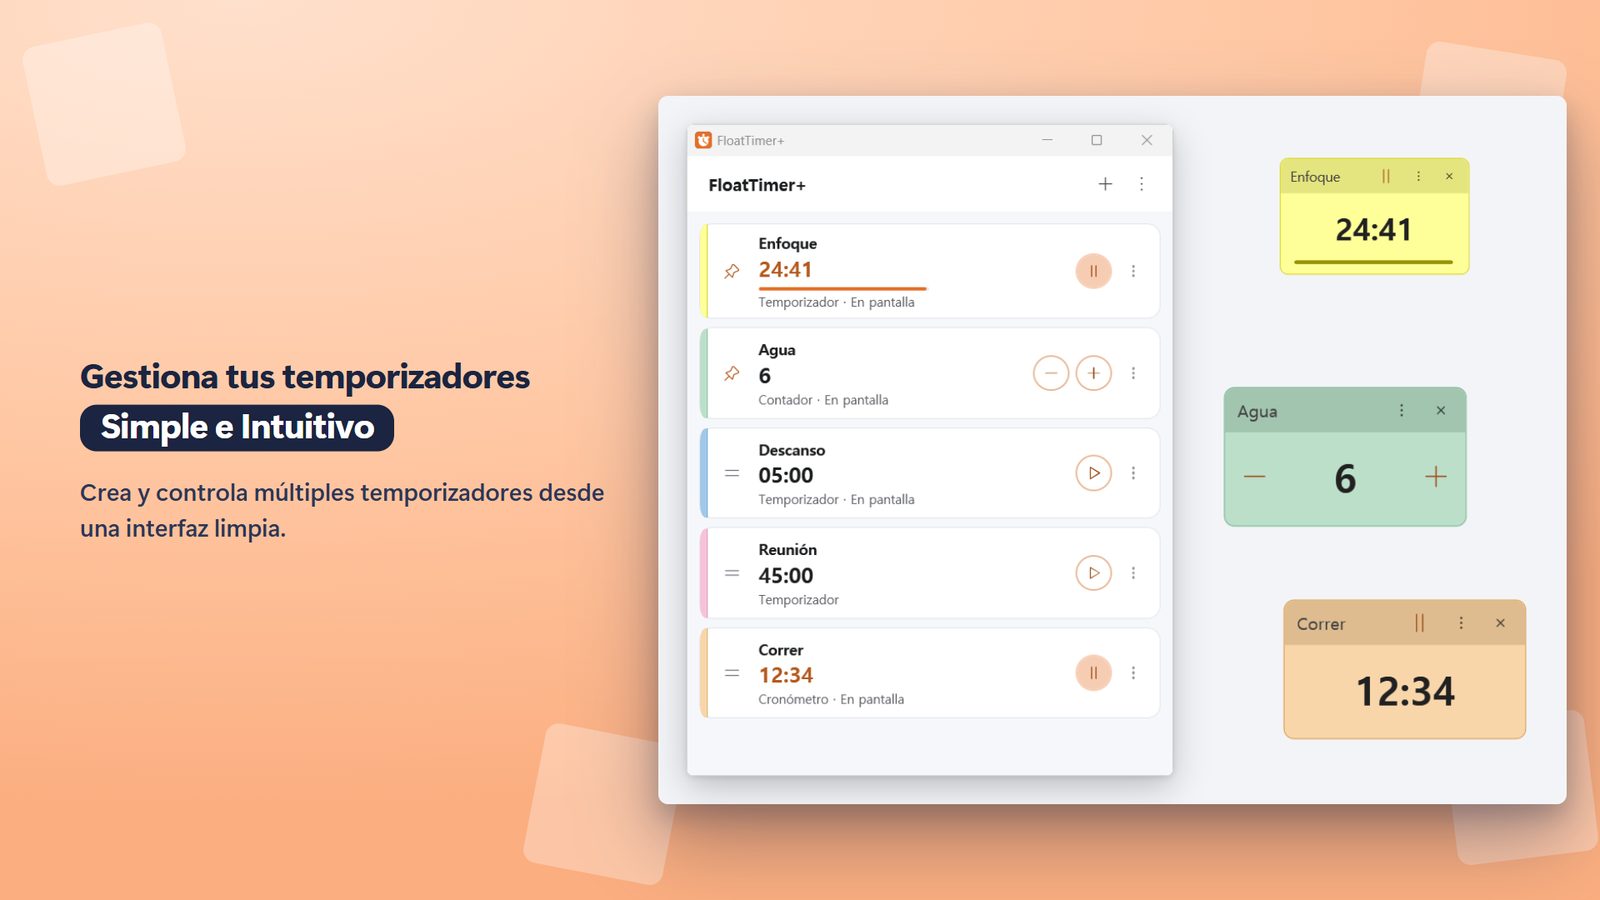 Gestiona tus temporizadores
Simple e Intuitivo
Crea y controla múltiples temporizadores desde
una interfaz limpia.
FloatTimer+
FloatTimer+
Enfoque
24:41
Temporizador · En pantalla
Agua
6
Contador · En pantalla
Descanso
05:00
Temporizador · En pantalla
Reunión
45:00
Temporizador
Correr
12:34
Cronómetro · En pantalla
Enfoque
24:41
Agua
6
Correr
12:34